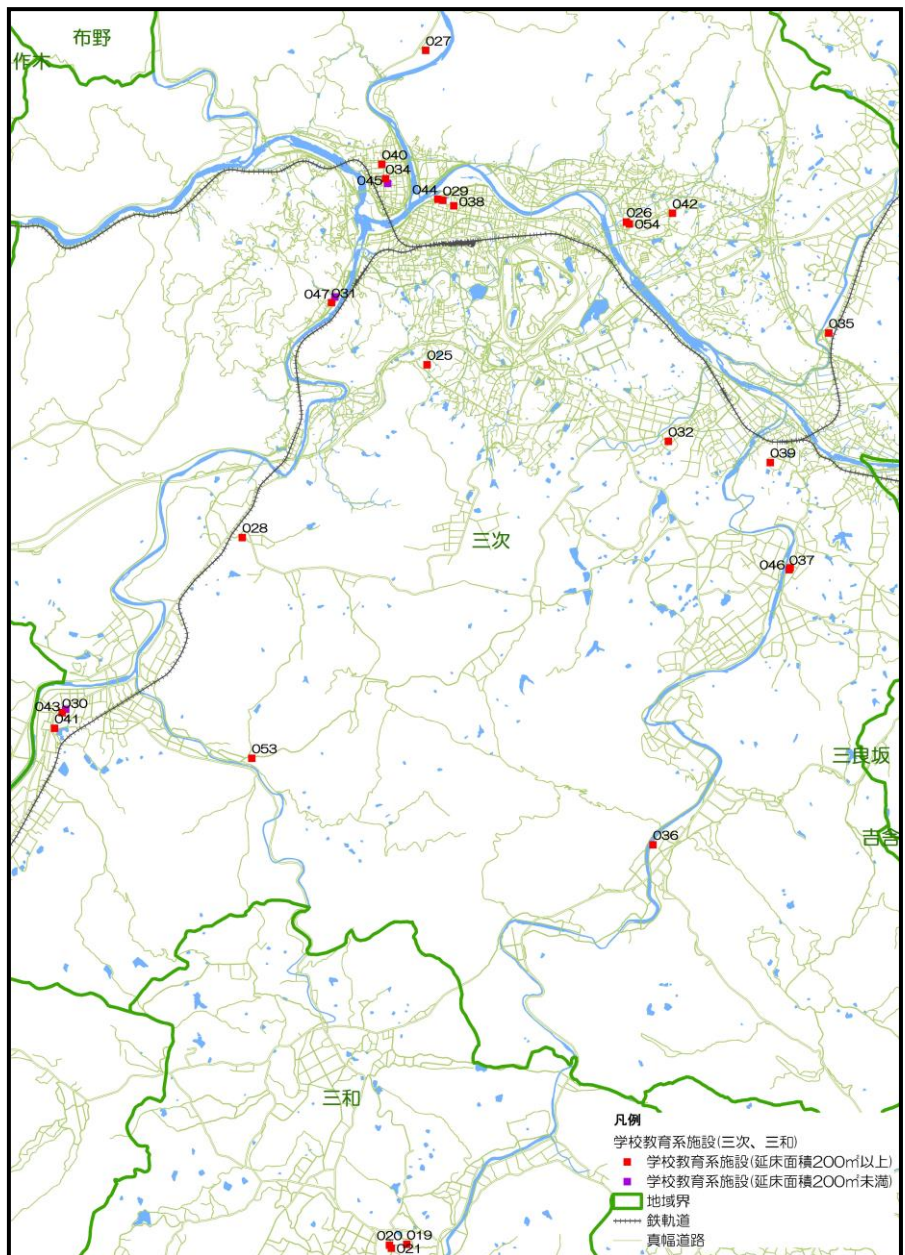 布野
作木
027
040
034
045
044 029
038
026
042
054
047 031
035
025
032
039
028
三次
046 037
043 030
041
053
三良坂
036
吉舎
三和
020 019
021
凡例
学校教育系施設(三次、三和)
学校教育系施設(延床面積200㎡以上)
学校教育系施設(延床面積200㎡未満)
地域界
鉄軌道
真幅道路